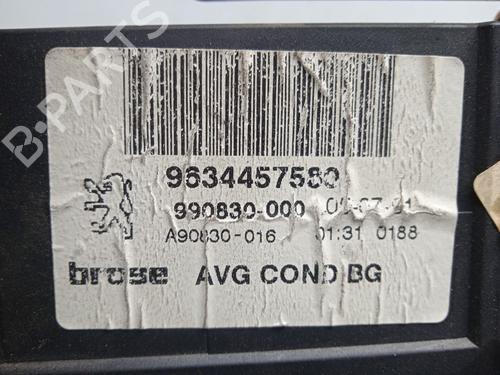 9634457580
990830-000
A90830-016 01:31 0188
brose AVG COND BG
B-PARTS